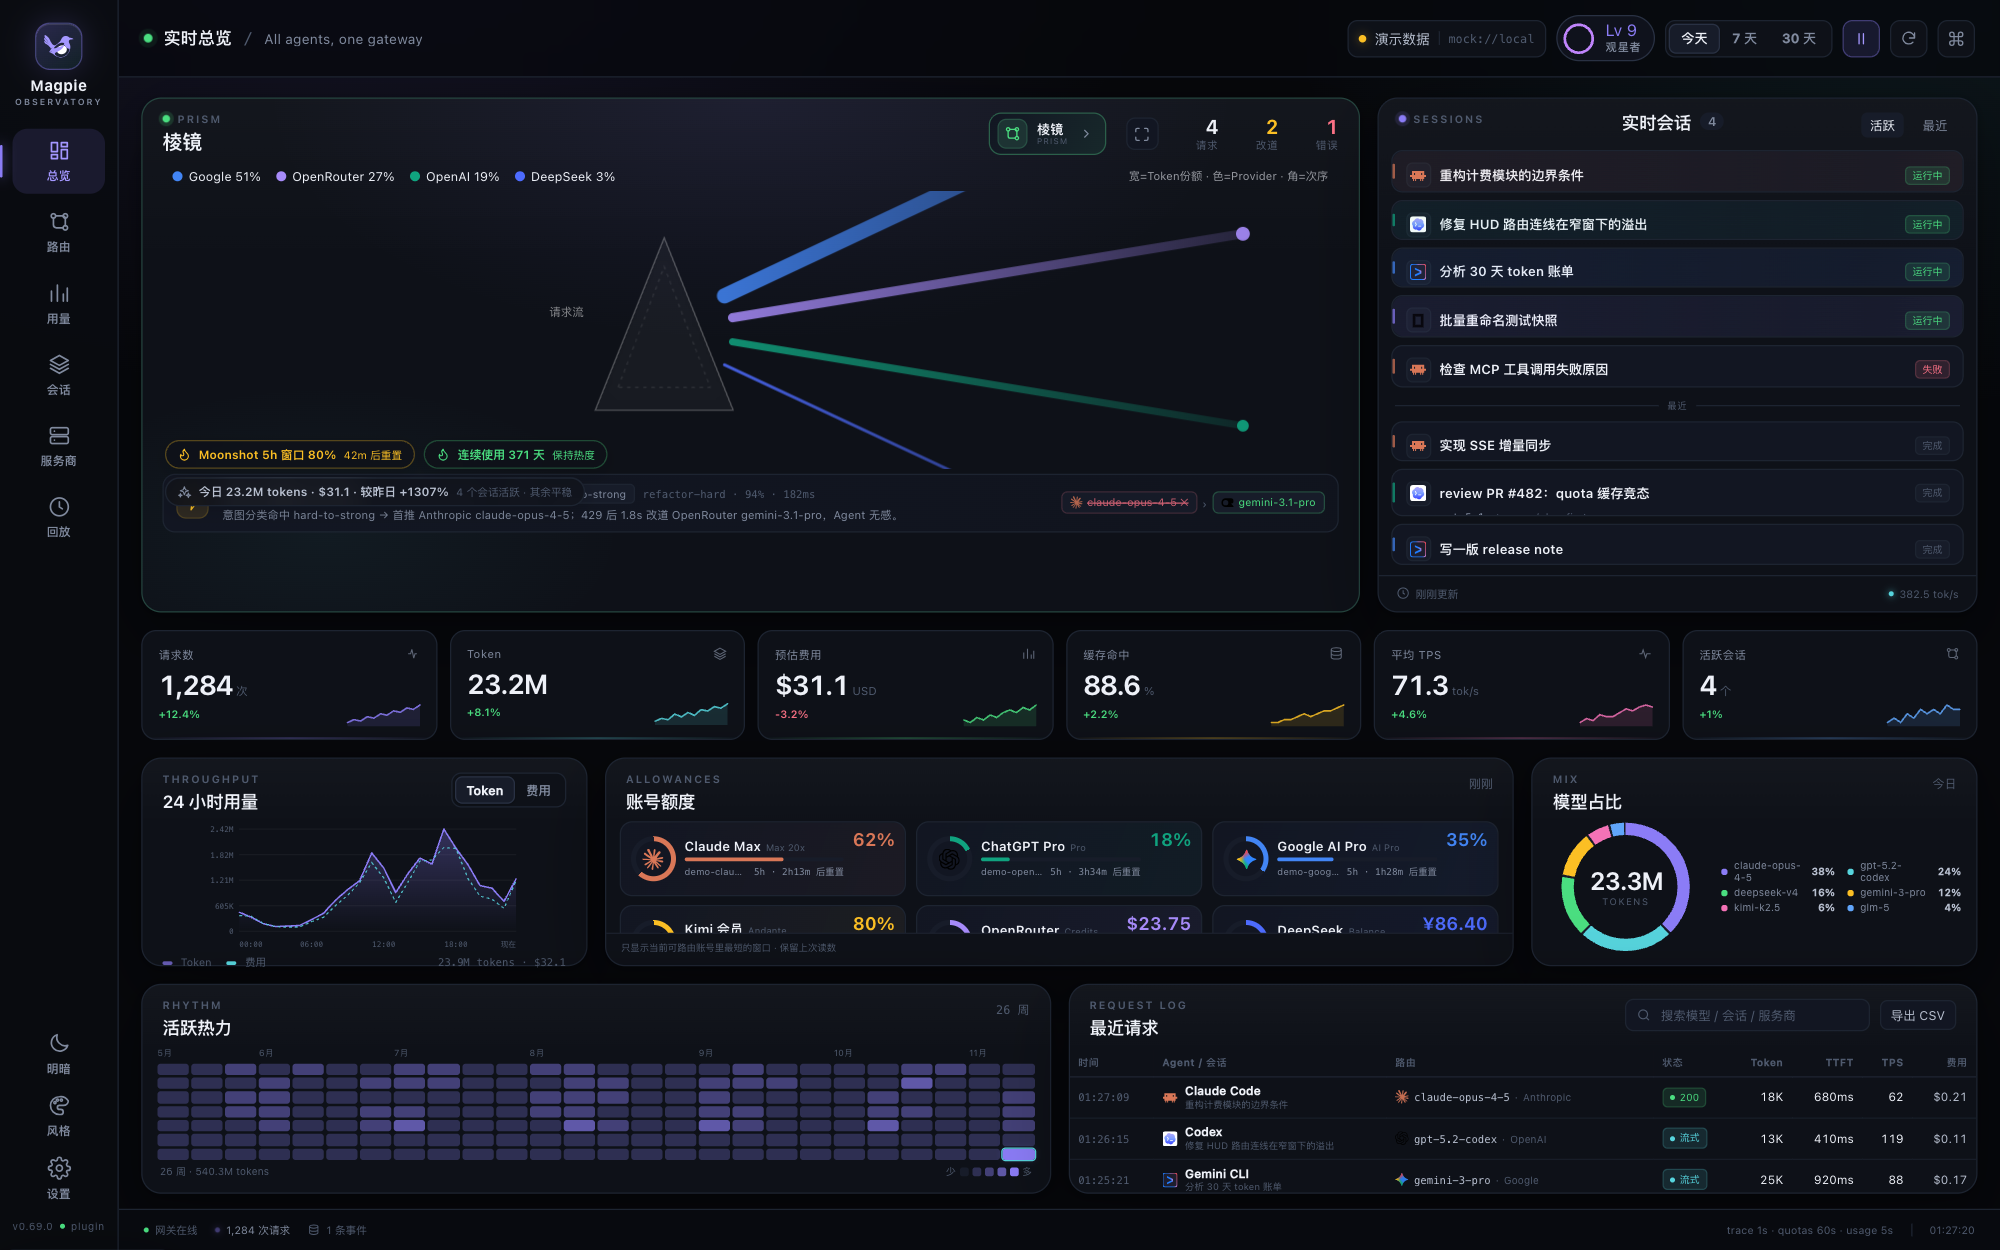 Magpie
OBSERVATORY
总览
路由
用量
会话
服务商
回放
明暗
风格
设置
v0.69.0 plugin
实时总览 / All agents, one gateway
演示数据 mock://local
Lv 9
观星者
今天 7 天 30 天
PRISM
棱镜
棱镜
PRISM
4 请求
2 改道
1 错误
Google 51% OpenRouter 27% OpenAI 19% DeepSeek 3%
宽=Token份额 · 色=Provider · 角=次序
请求流
Moonshot 5h 窗口 80% 42m 后重置
连续使用 371 天 保持热度
今日 23.2M tokens · $31.1 · 较昨日 +1307% 4 个会话活跃 · 其余平稳
o-strong refactor-hard · 94% · 182ms
意图分类命中 hard-to-strong → 首推 Anthropic claude-opus-4-5；429 后 1.8s 改道 OpenRouter gemini-3.1-pro，Agent 无感。
claude-opus-4-5 ✕ › gemini-3.1-pro
SESSIONS
实时会话 4
活跃 最近
重构计费模块的边界条件 运行中
修复 HUD 路由连线在窄窗下的溢出 运行中
分析 30 天 token 账单 运行中
批量重命名测试快照 运行中
检查 MCP 工具调用失败原因 失败
最近
实现 SSE 增量同步 完成
review PR #482：quota 缓存竞态 完成
写一版 release note 完成
刚刚更新 382.5 tok/s
请求数
1,284 次
+12.4%
Token
23.2M
+8.1%
预估费用
$31.1 USD
-3.2%
缓存命中
88.6 %
+2.2%
平均 TPS
71.3 tok/s
+4.6%
活跃会话
4 个
+1%
THROUGHPUT
24 小时用量
Token 费用
2.42M
1.82M
1.21M
605K
0
00:00 06:00 12:00 18:00 现在
Token 费用 23.9M tokens · $32.1
ALLOWANCES
账号额度
刚刚
Claude Max Max 20x 62%
demo-clau… 5h · 2h13m 后重置
ChatGPT Pro Pro 18%
demo-open… 5h · 3h34m 后重置
Google AI Pro AI Pro 35%
demo-goog… 5h · 1h28m 后重置
Kimi 会员 Andante 80%
OpenRouter Credits $23.75
DeepSeek Balance ¥86.40
只显示当前可路由账号里最短的窗口 · 保留上次读数
MIX
模型占比
今日
23.3M
TOKENS
claude-opus-4-5 38% gpt-5.2-codex 24%
deepseek-v4 16% gemini-3-pro 12%
kimi-k2.5 6% glm-5 4%
RHYTHM
活跃热力
26 周
5月 6月 7月 8月 9月 10月 11月
26 周 · 540.3M tokens
少 多
REQUEST LOG
最近请求
搜索模型 / 会话 / 服务商
导出 CSV
时间 Agent / 会话 路由 状态 Token TTFT TPS 费用
01:27:09 Claude Code claude-opus-4-5 · Anthropic 200 18K 680ms 62 $0.21
重构计费模块的边界条件
01:26:15 Codex gpt-5.2-codex · OpenAI 流式 13K 410ms 119 $0.11
修复 HUD 路由连线在窄窗下的溢出
01:25:21 Gemini CLI gemini-3-pro · Google 流式 25K 920ms 88 $0.17
分析 30 天 token 账单
网关在线 1,284 次请求 1 条事件
trace 1s · quotas 60s · usage 5s 01:27:20